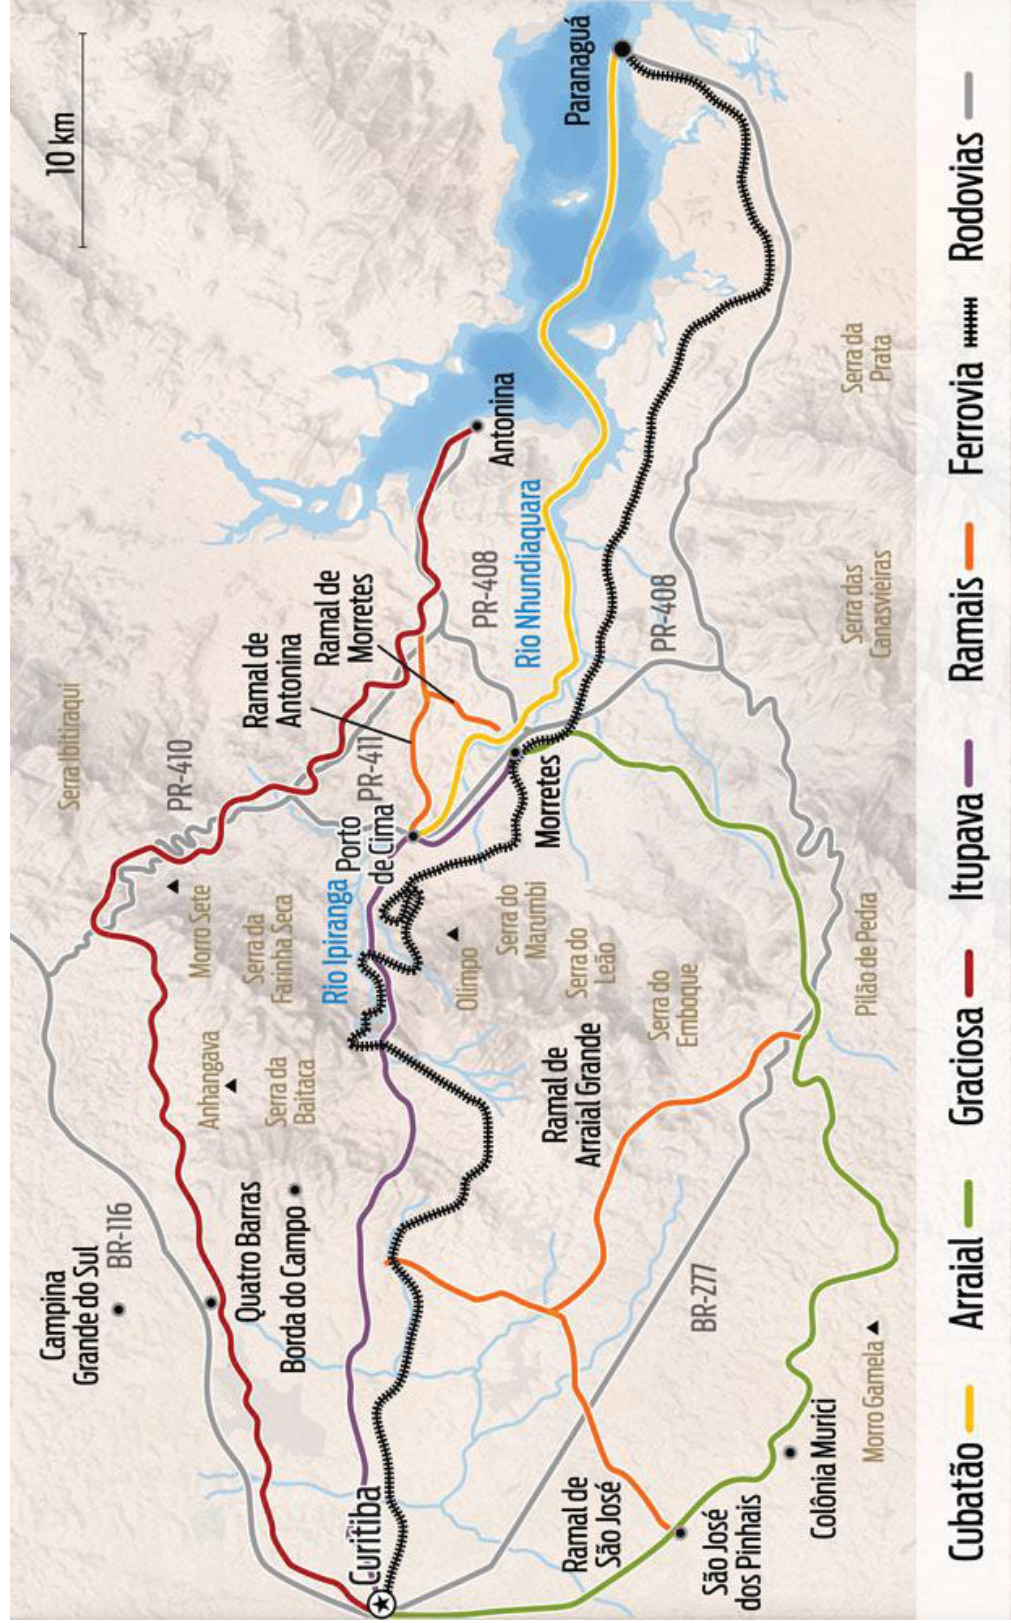 10 km
Paranaguá
Antonina
Rio Nhundiaquara
PR-408
PR-408
Ramal de
Antonina
Ramal de
Morretes
Serra Ibitiraqui
PR-410
PR-411
Porto
de Cima
Morretes
Rio Ipiranga
Morro Sete
Serra da
Farinha Seca
Anhangava
Serra da
Baitaca
Olimpo
Serra do
Marumbi
Serra do
Leão
Serra do
Emboque
Pilão de Pedra
Serra das
Canasvieiras
Serra da
Prata
Ramal de
Arraial Grande
Campina
Grande do Sul
BR-116
Quatro Barras
Borda do Campo
BR-277
Curitiba
Ramal de
São José
São José
dos Pinhais
Colônia Murici
Morro Gamela
Cubatão
Arraial
Graciosa
Itupava
Ramais
Ferrovia
Rodovias